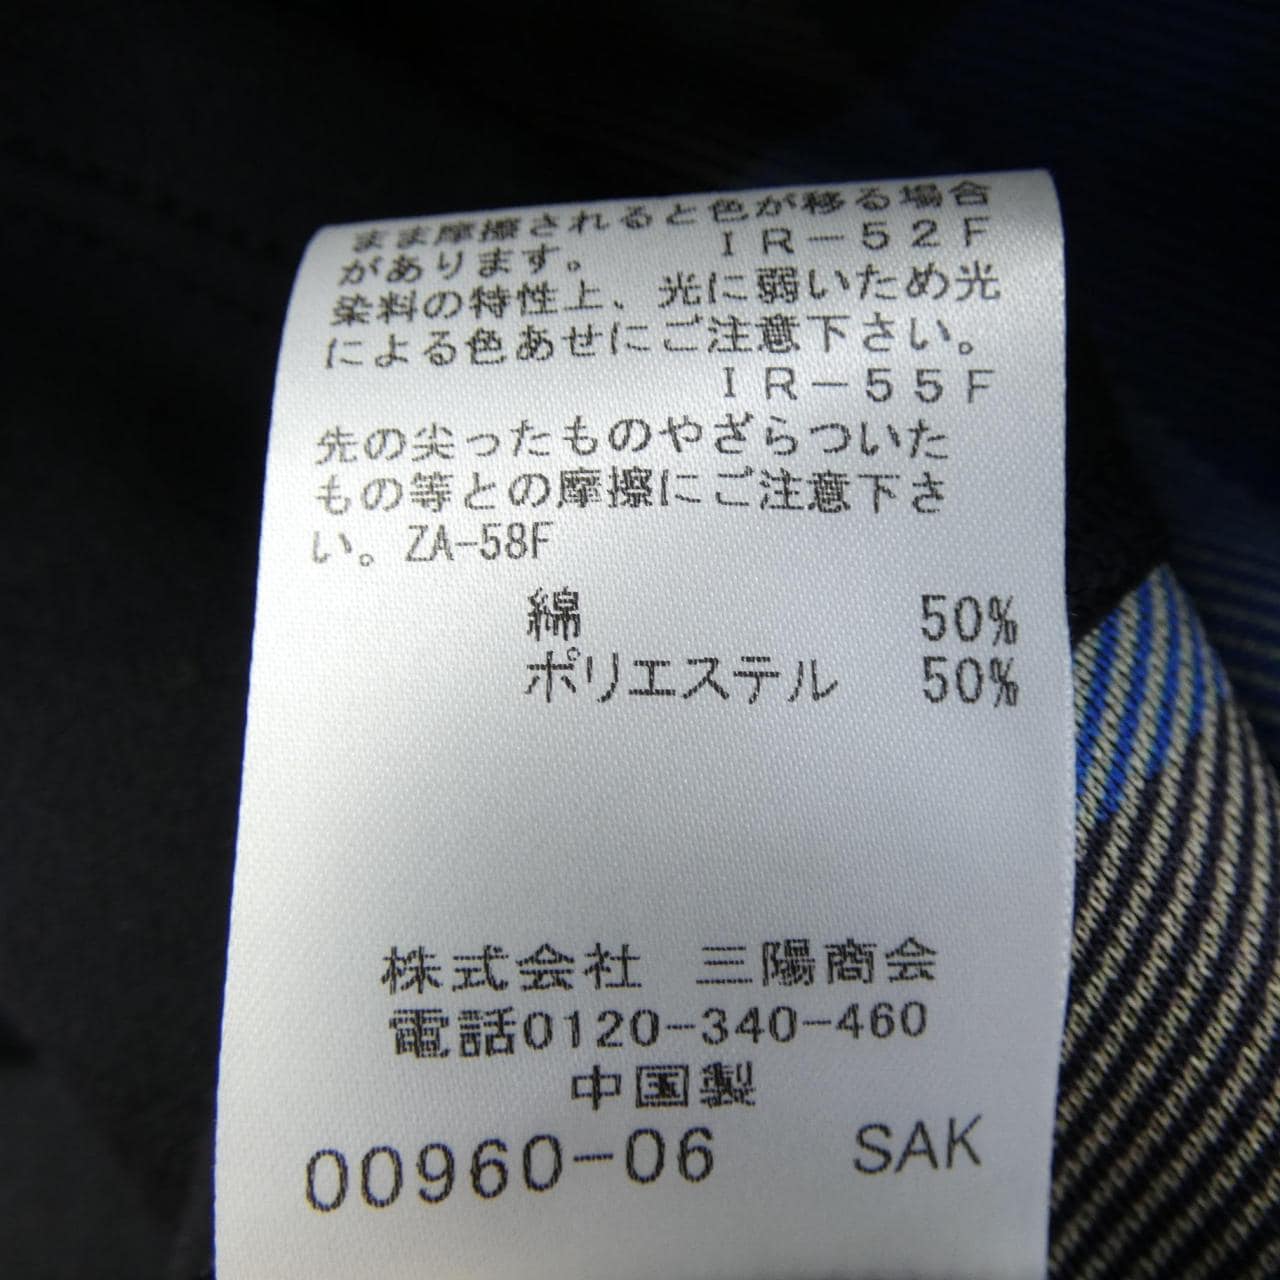 まま摩擦されると色が移る場合
があります。 ＩＲ－５２Ｆ
染料の特性上、光に弱いため光
による色あせにご注意下さい。
ＩＲ－５５Ｆ
先の尖ったものやざらついた
もの等との摩擦にご注意下さ
い。ZA-58F
綿 50%
ポリエステル 50%
株式会社 三陽商会
電話0120-340-460
中国製
00960-06 SAK